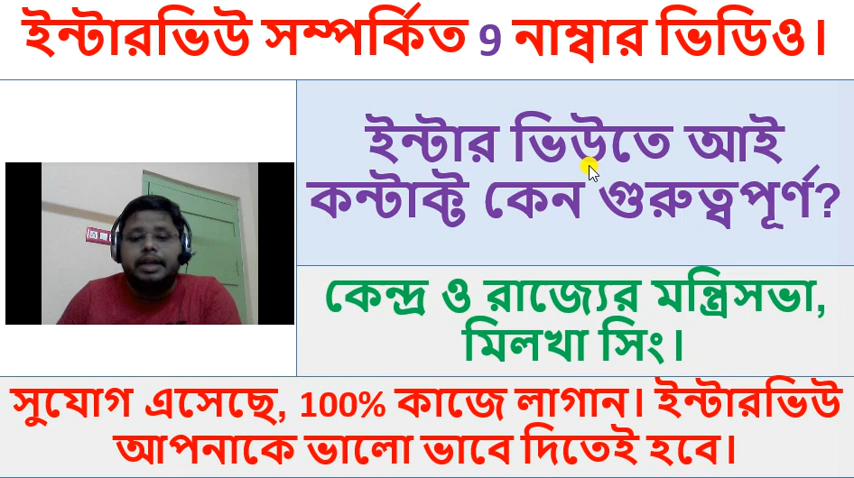 ইন্টারভিউ সম্পর্কিত 9 নাম্বার ভিডিও।
ইন্টার ভিউতে আই
কন্টাক্ট কেন গুরুত্বপূর্ণ?
কেন্দ্র ও রাজ্যের মন্ত্রিসভা,
মিলখা সিং।
সুযোগ এসেছে, 100% কাজে লাগান। ইন্টারভিউ
আপনাকে ভালো ভাবে দিতেই হবে।